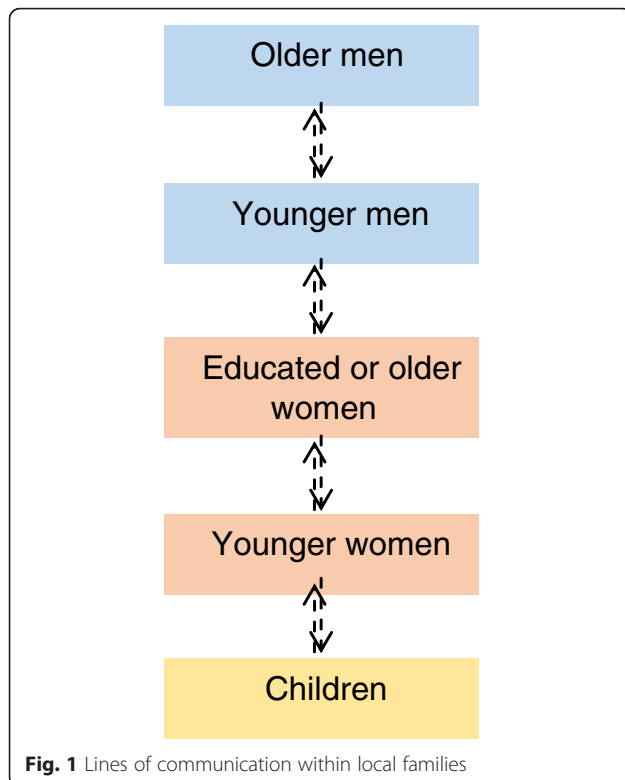 Older men
Younger men
Educated or older
women
Younger women
Children
Fig. 1 Lines of communication within local families